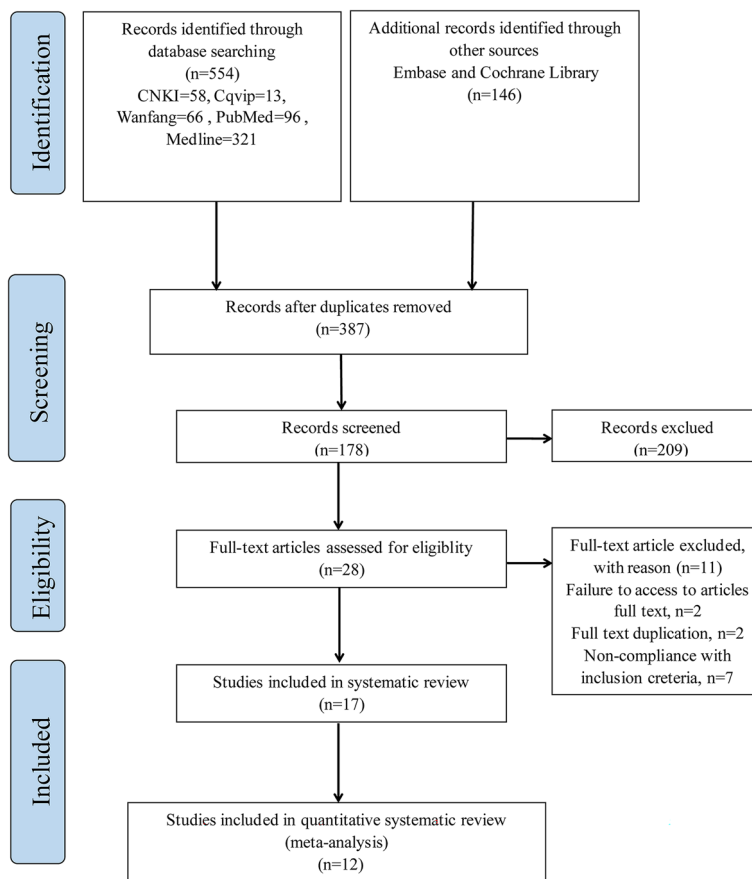 Identification
Records identified through
database searching
(n=554)
CNKI=58, Cqvip=13,
Wanfang=66 , PubMed=96 ,
Medline=321
Additional records identified through
other sources
Embase and Cochrane Library
(n=146)
Screening
Records after duplicates removed
(n=387)
Records screened
(n=178)
Records exclued
(n=209)
Eligibility
Full-text articles assessed for eligiblity
(n=28)
Full-text article excluded,
with reason (n=11)
Failure to access to articles
full text, n=2
Full text duplication, n=2
Non-compliance with
inclusion creteria, n=7
Included
Studies included in systematic review
(n=17)
Studies included in quantitative systematic review
(meta-analysis)
(n=12)